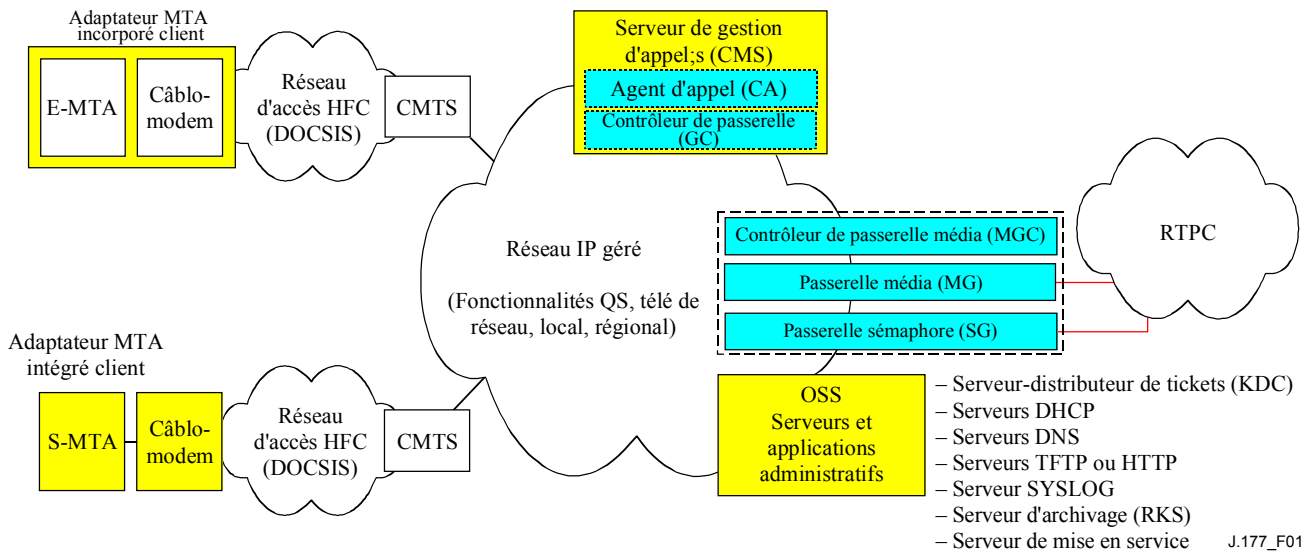 Adaptateur MTA
incorporé client
E-MTA
Câblo-
modem
Réseau
d'accès HFC
(DOCSIS)
CMTS
Serveur de gestion
d'appel;s (CMS)
Agent d'appel (CA)
Contrôleur de passerelle
(GC)
Réseau IP géré
(Fonctionnalités QS, télé de
réseau, local, régional)
Contrôleur de passerelle média (MGC)
Passerelle média (MG)
Passerelle sémaphore (SG)
RTPC
Adaptateur MTA
intégré client
S-MTA
Câblo-
modem
Réseau
d'accès HFC
(DOCSIS)
CMTS
OSS
Serveurs et
applications
administratifs
– Serveur-distributeur de tickets (KDC)
– Serveurs DHCP
– Serveurs DNS
– Serveurs TFTP ou HTTP
– Serveur SYSLOG
– Serveur d'archivage (RKS)
– Serveur de mise en service
J.177_F01